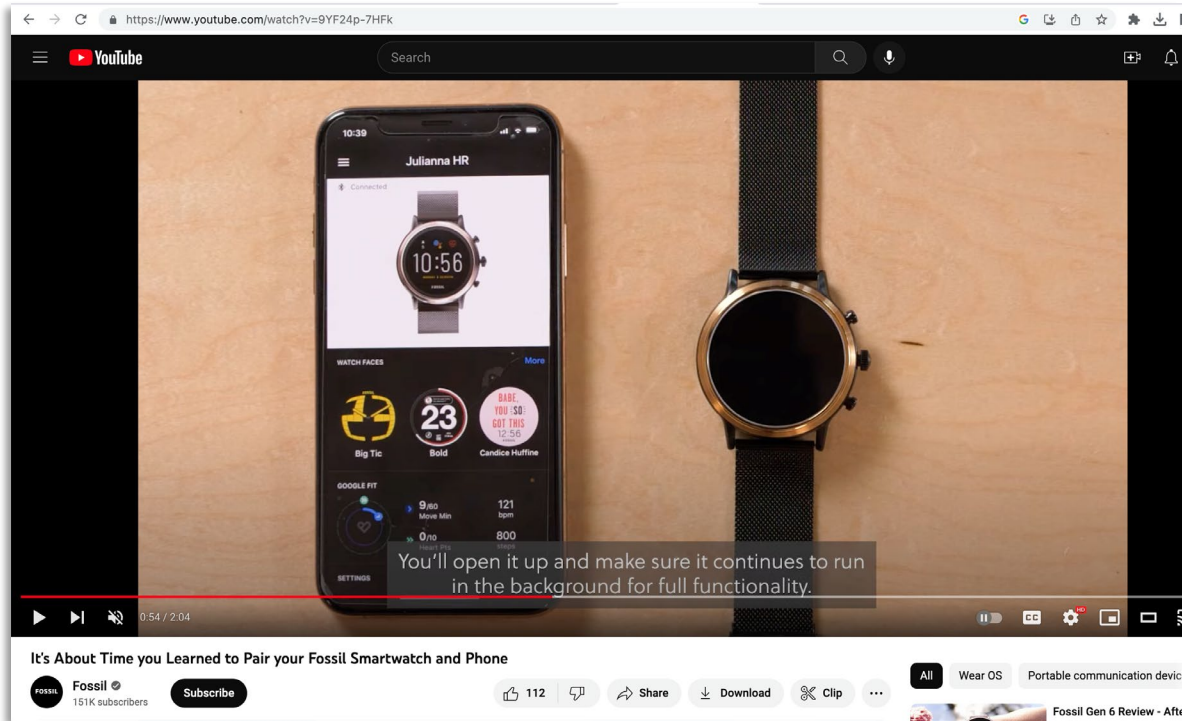 https://www.youtube.com/watch?v=9YF24p-7HFk
YouTube
Search
10:39
Julianna HR
Connected
10:56
FOSSIL
WATCH FACES
More
BABE,
YOU (SO)
GOT THIS
12:56
23
Big Tic
Bold
Candice Huffine
GOOGLE FIT
9/60
Move Min
121
bpm
0/10
Heart Pts
800
steps
SETTINGS
You'll open it up and make sure it continues to run
in the background for full functionality.
0:54 / 2:04
CC
HD
It's About Time you Learned to Pair your Fossil Smartwatch and Phone
FOSSIL
Fossil
151K subscribers
Subscribe
112
Share
Download
Clip
All
Wear OS
Portable communication devic
Fossil Gen 6 Review - Afte